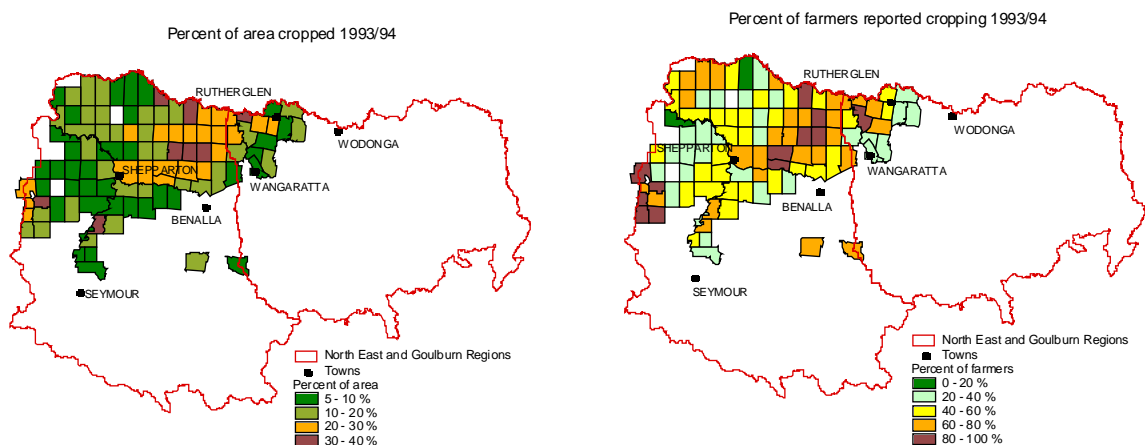 Percent of area cropped 1993/94
RUTHERGLEN
WODONGA
SHEPPARTON
WANGARATTA
BENALLA
SEYMOUR
North East and Goulburn Regions
Towns
Percent of area
5 - 10 %
10 - 20 %
20 - 30 %
30 - 40 %
Percent of farmers reported cropping 1993/94
RUTHERGLEN
WODONGA
SHEPPARTON
WANGARATTA
BENALLA
SEYMOUR
North East and Goulburn Regions
Towns
Percent of farmers
0 - 20 %
20 - 40 %
40 - 60 %
60 - 80 %
80 - 100 %